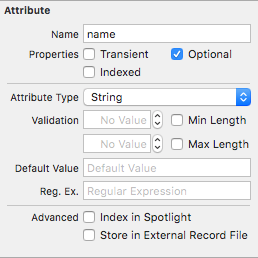 Attribute
Name name
Properties Transient Optional
Indexed
Attribute Type String
Validation No Value Min Length
No Value Max Length
Default Value Default Value
Reg. Ex. Regular Expression
Advanced Index in Spotlight
Store in External Record File